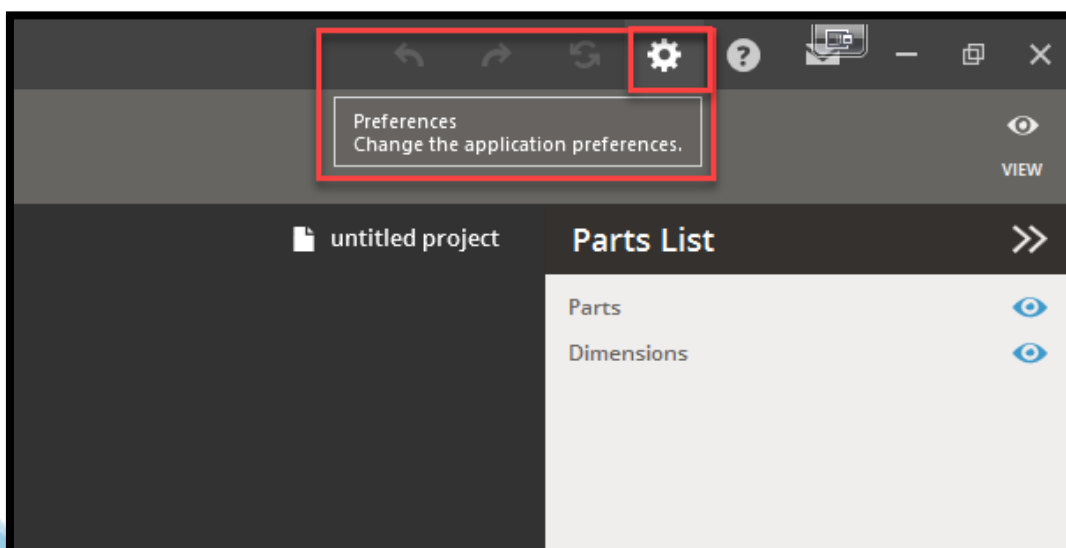 Preferences
Change the application preferences.
VIEW
untitled project
Parts List
Parts
Dimensions